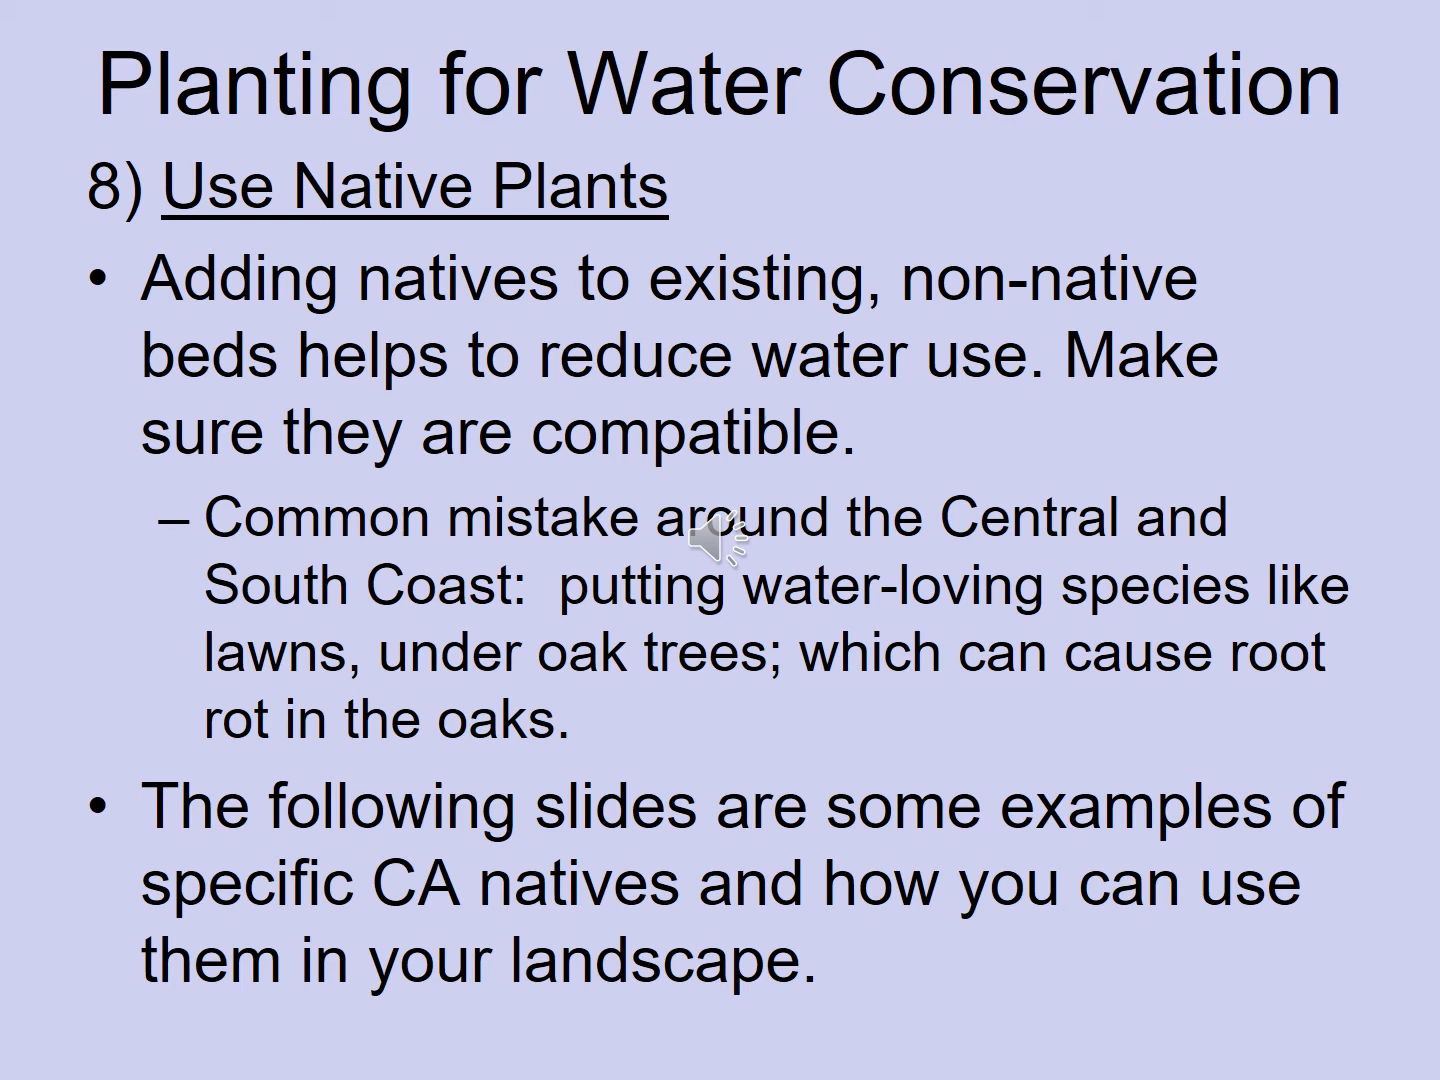 Planting for Water Conservation
8) Use Native Plants
• Adding natives to existing, non-native
beds helps to reduce water use. Make
sure they are compatible.
– Common mistake around the Central and
South Coast:  putting water-loving species like
lawns, under oak trees; which can cause root
rot in the oaks.
• The following slides are some examples of
specific CA natives and how you can use
them in your landscape.